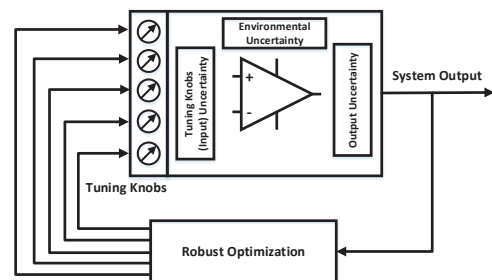 Environmental
Uncertainty
Tuning Knobs
(Input) Uncertainty
+
-
Output Uncertainty
System Output
Tuning Knobs
Robust Optimization